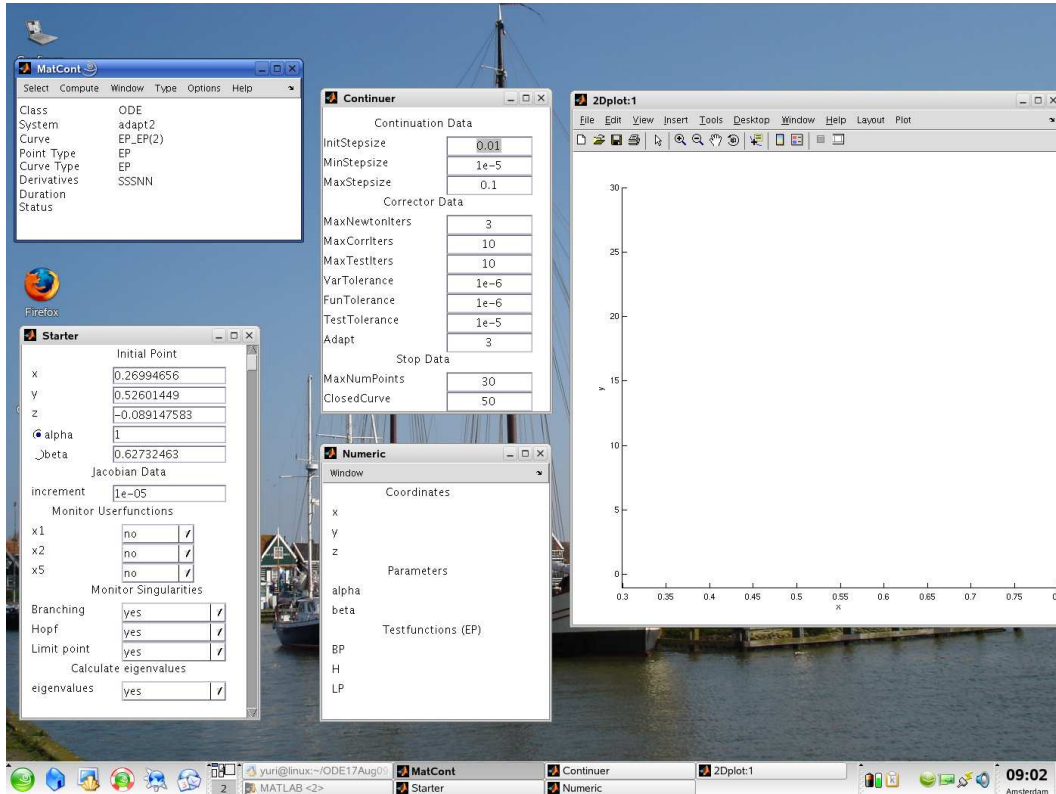 MatCont
Select Compute Window Type Options Help
Class ODE
System adapt2
Curve EP_EP(2)
Point Type EP
Curve Type EP
Derivatives SSSNN
Duration
Status
Firefox
Starter
Initial Point
x 0.26994656
y 0.52601449
z -0.089147583
alpha 1
beta 0.62732463
Jacobian Data
increment 1e-05
Monitor Userfunctions
x1 no
x2 no
x5 no
Monitor Singularities
Branching yes
Hopf yes
Limit point yes
Calculate eigenvalues
eigenvalues yes
Continuer
Continuation Data
InitStepsize 0.01
MinStepsize 1e-5
MaxStepsize 0.1
Corrector Data
MaxNewtonIters 3
MaxCorrIters 10
MaxTestIters 10
VarTolerance 1e-6
FunTolerance 1e-6
TestTolerance 1e-5
Adapt 3
Stop Data
MaxNumPoints 30
ClosedCurve 50
Numeric
Window
Coordinates
x
y
z
Parameters
alpha
beta
Testfunctions (EP)
BP
H
LP
2Dplot:1
File Edit View Insert Tools Desktop Window Help Layout Plot
30
25
20
15
10
5
0
y
0.3 0.35 0.4 0.45 0.5 0.55 0.6 0.65 0.7 0.75
x
2
yuri@linux:~/ODE17Aug09
MATLAB <2>
MatCont
Starter
Continuer
Numeric
2Dplot:1
09:02
Amsterdam